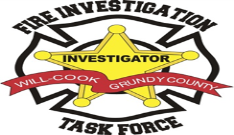 FIRE INVESTIGATION
INVESTIGATOR
WILL-COOK GRUNDY COUNTY
TASK FORCE